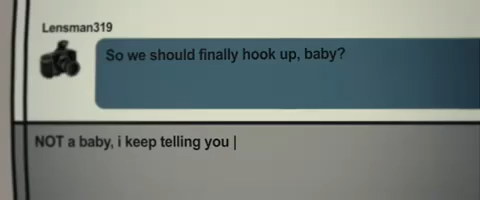 Lensman319
So we should finally hook up, baby?
NOT a baby, i keep telling you